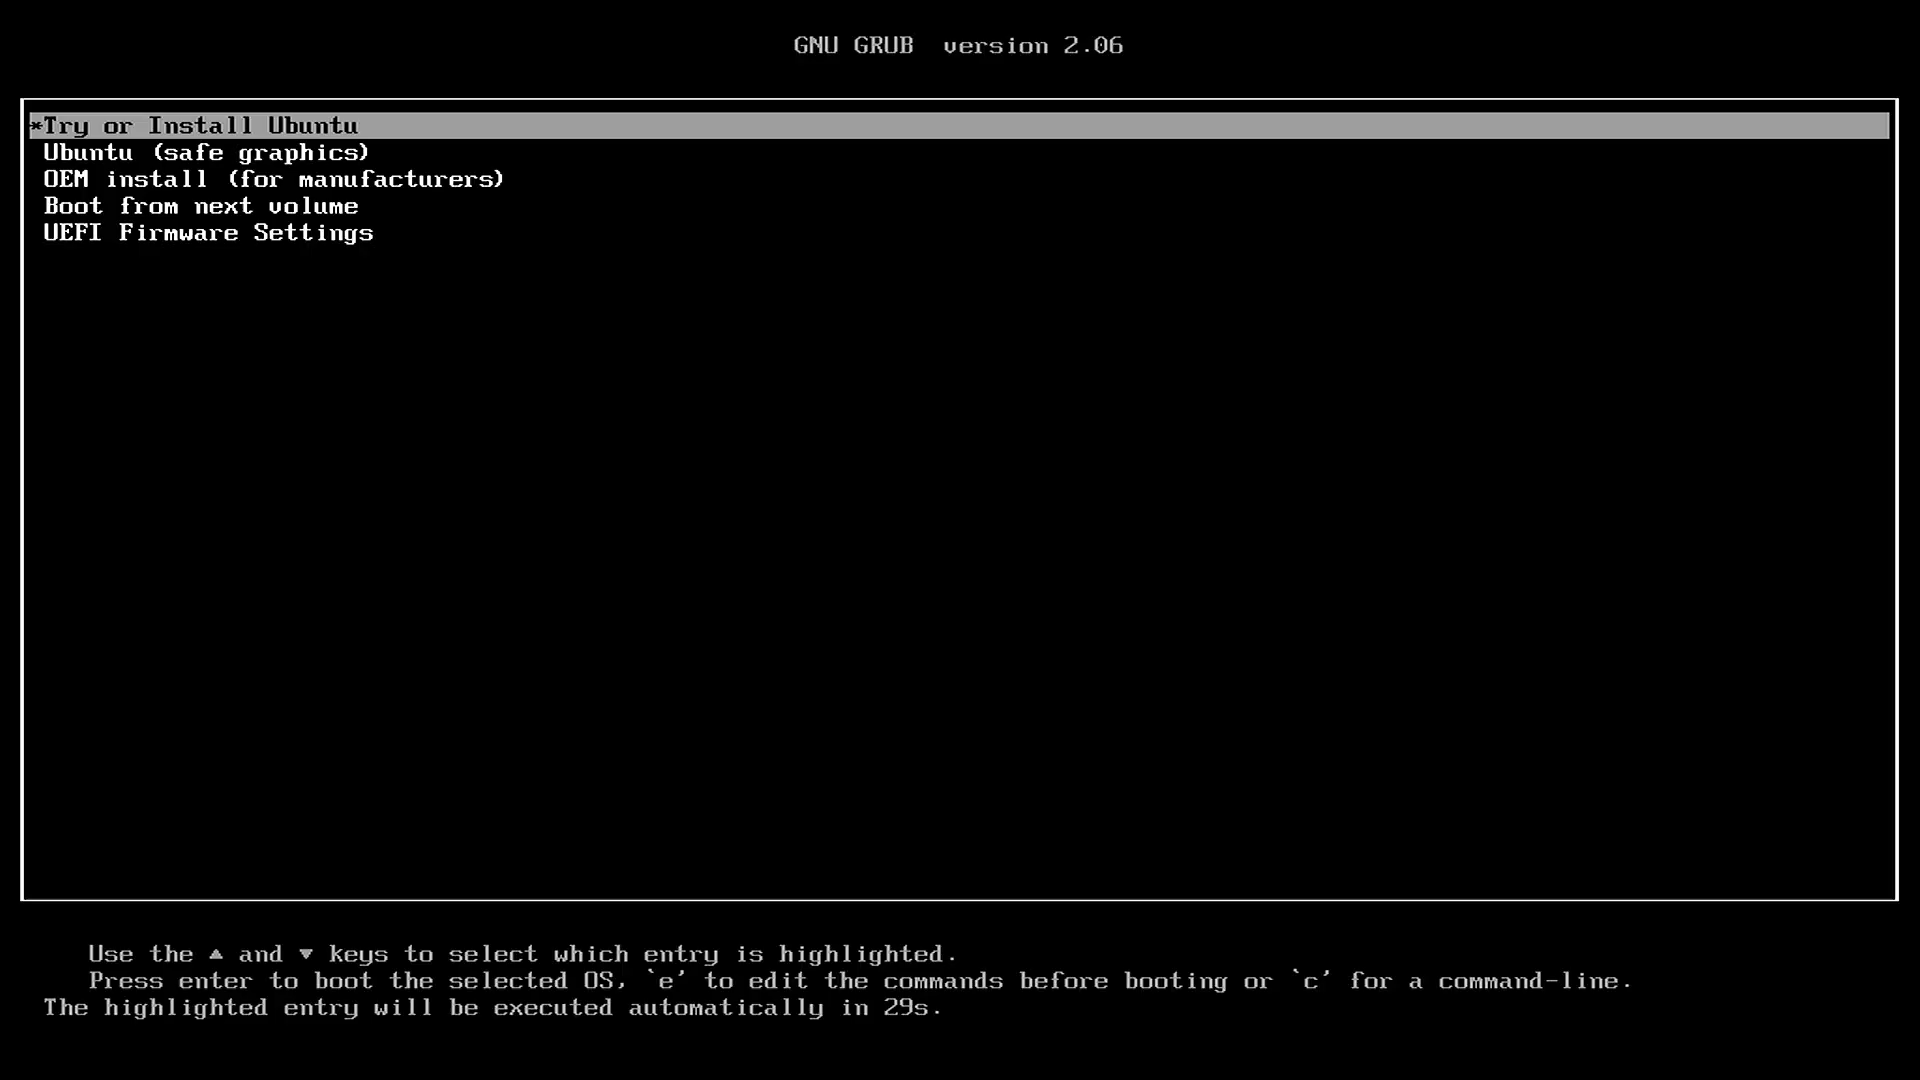 GNU GRUB  version 2.06
*Try or Install Ubuntu
Ubuntu (safe graphics)
OEM install (for manufacturers)
Boot from next volume
UEFI Firmware Settings
Use the ▲ and ▼ keys to select which entry is highlighted.
Press enter to boot the selected OS, `e' to edit the commands before booting or `c' for a command-line.
The highlighted entry will be executed automatically in 29s.